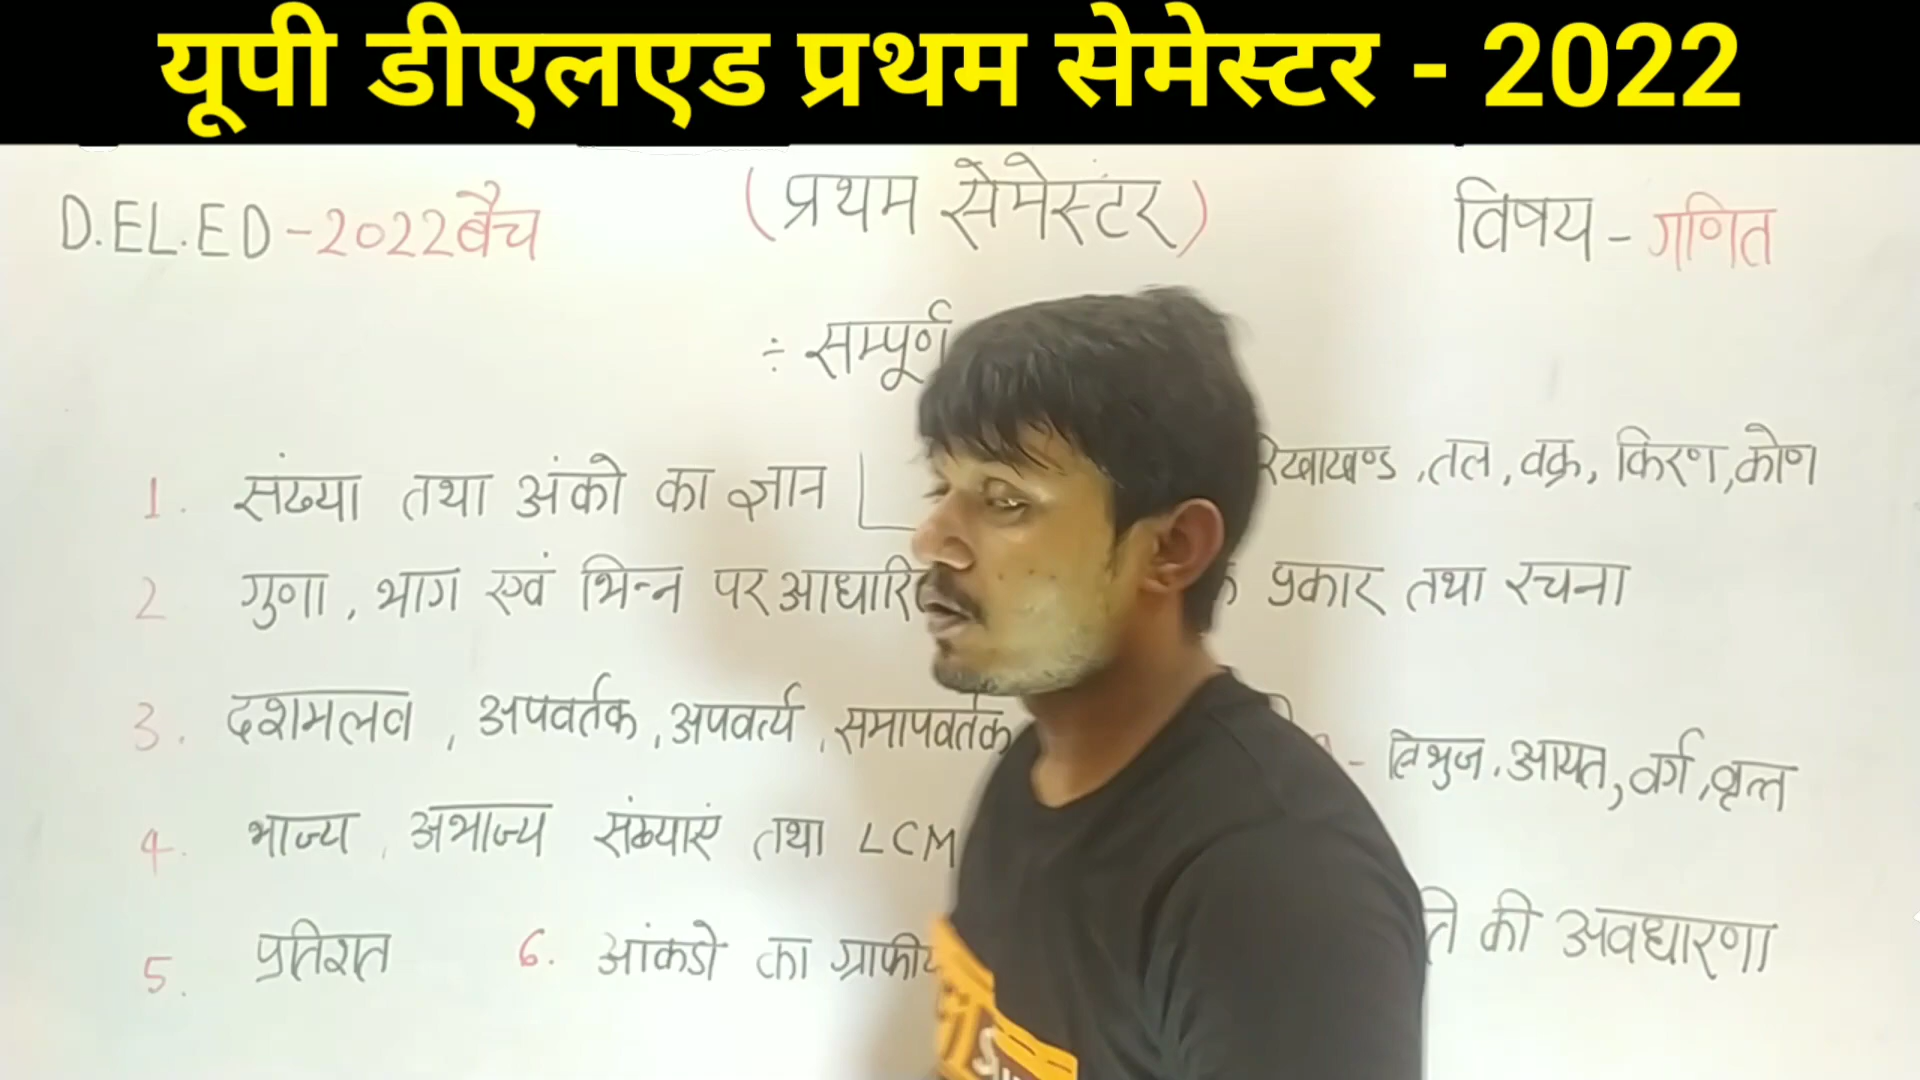 यूपी डीएलएड प्रथम सेमेस्टर - 2022
D.EL.ED - 2022 बैच (प्रथम सेमेस्टर) विषय - गणित
÷ सम्पूर्ण
1. संख्या तथा अंको का ज्ञान रेखाखण्ड, तल, वक्र, किरण, कोण
2 गुणा, भाग एवं भिन्न पर प्रकार तथा रचना
3. दशमलव, अपवर्तक, अपवर्त्य, समापवर्तक - त्रिभुज, आयत, वर्ग, वृत्त
4. भाज्य, अभाज्य संख्याएं तथा LCM
5. प्रतिशत 6. आंकडो का की अवधारणा